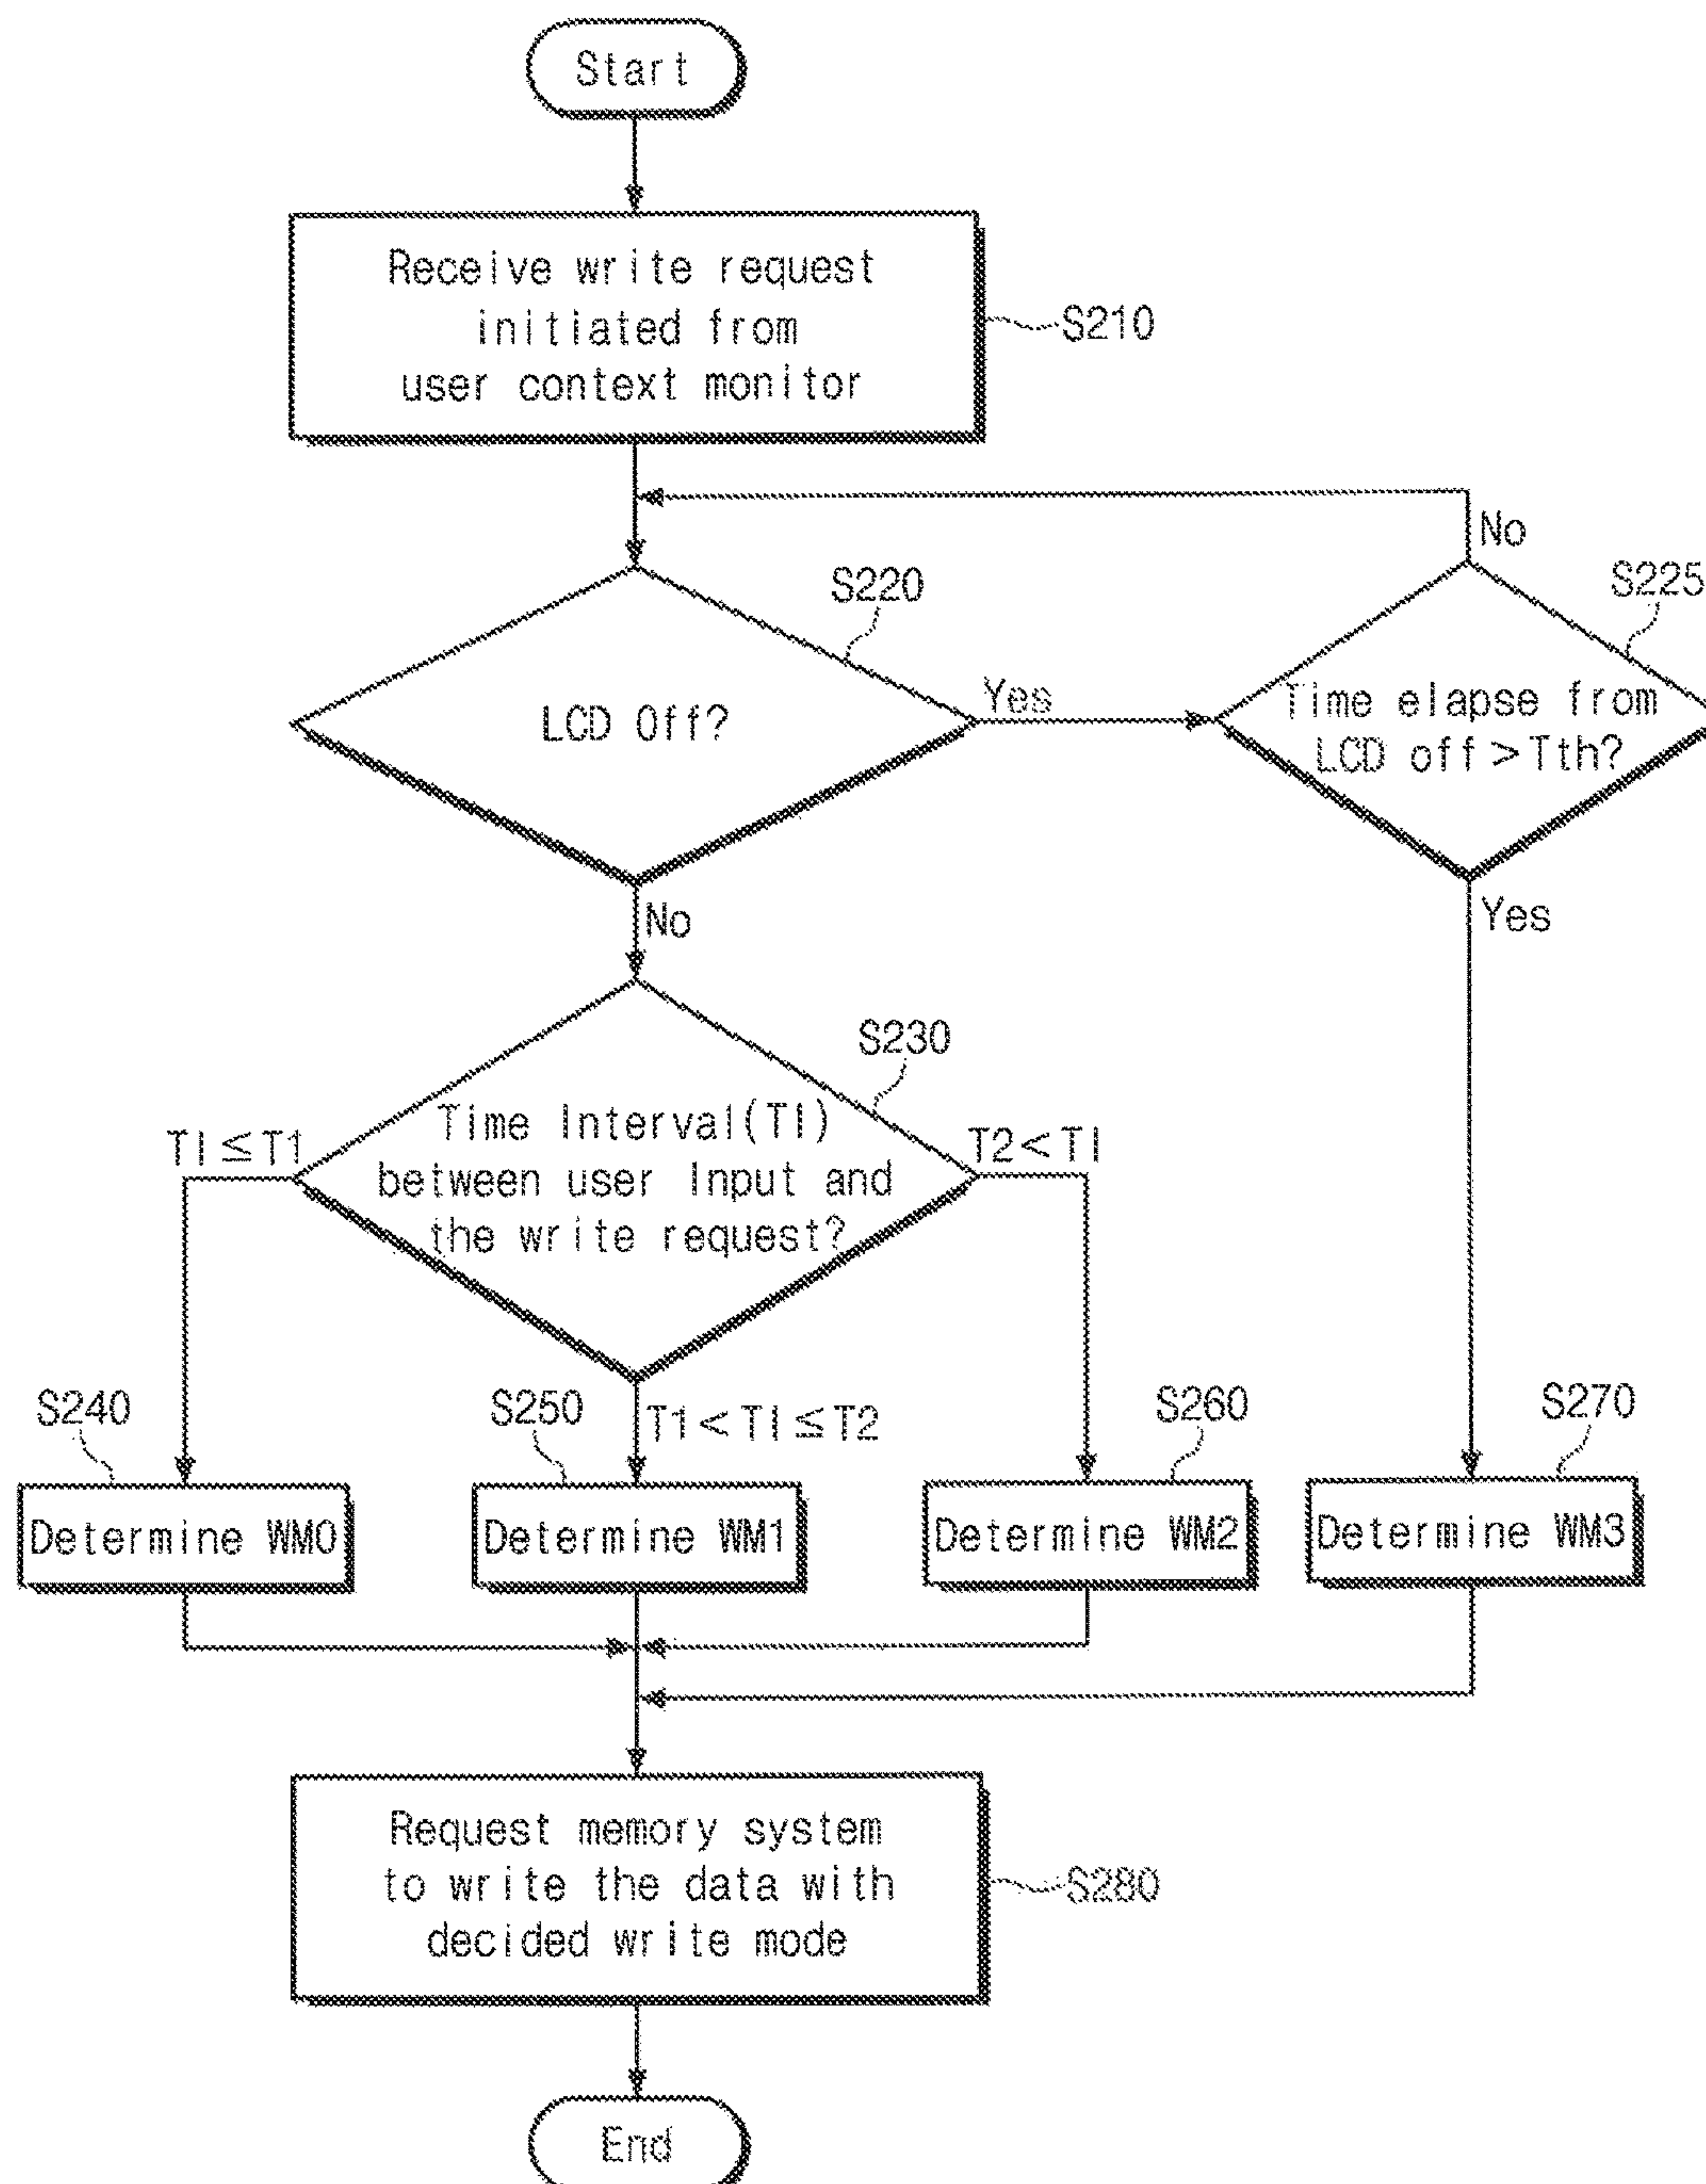 Start
Receive write request
initiated from
user context monitor
S210
No
S220
S225
LCD Off?
Yes
Time elapse from
LCD off > Tth?
No
Yes
S230
Time Interval(TI)
between user Input and
the write request?
TI ≤ T1
T2 < TI
T1 < TI ≤ T2
S240
S250
S260
S270
Determine WM0
Determine WM1
Determine WM2
Determine WM3
Request memory system
to write the data with
decided write mode
S280
End